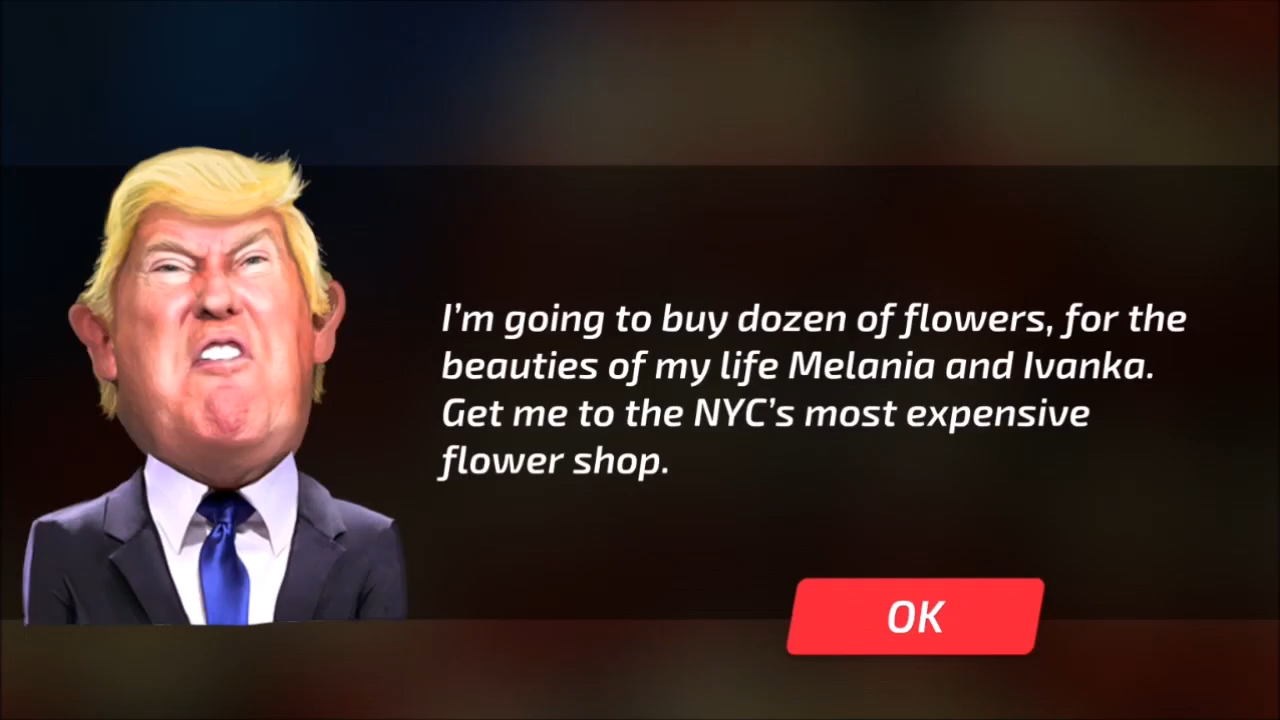 I’m going to buy dozen of flowers, for the
beauties of my life Melania and Ivanka.
Get me to the NYC’s most expensive
flower shop.
OK